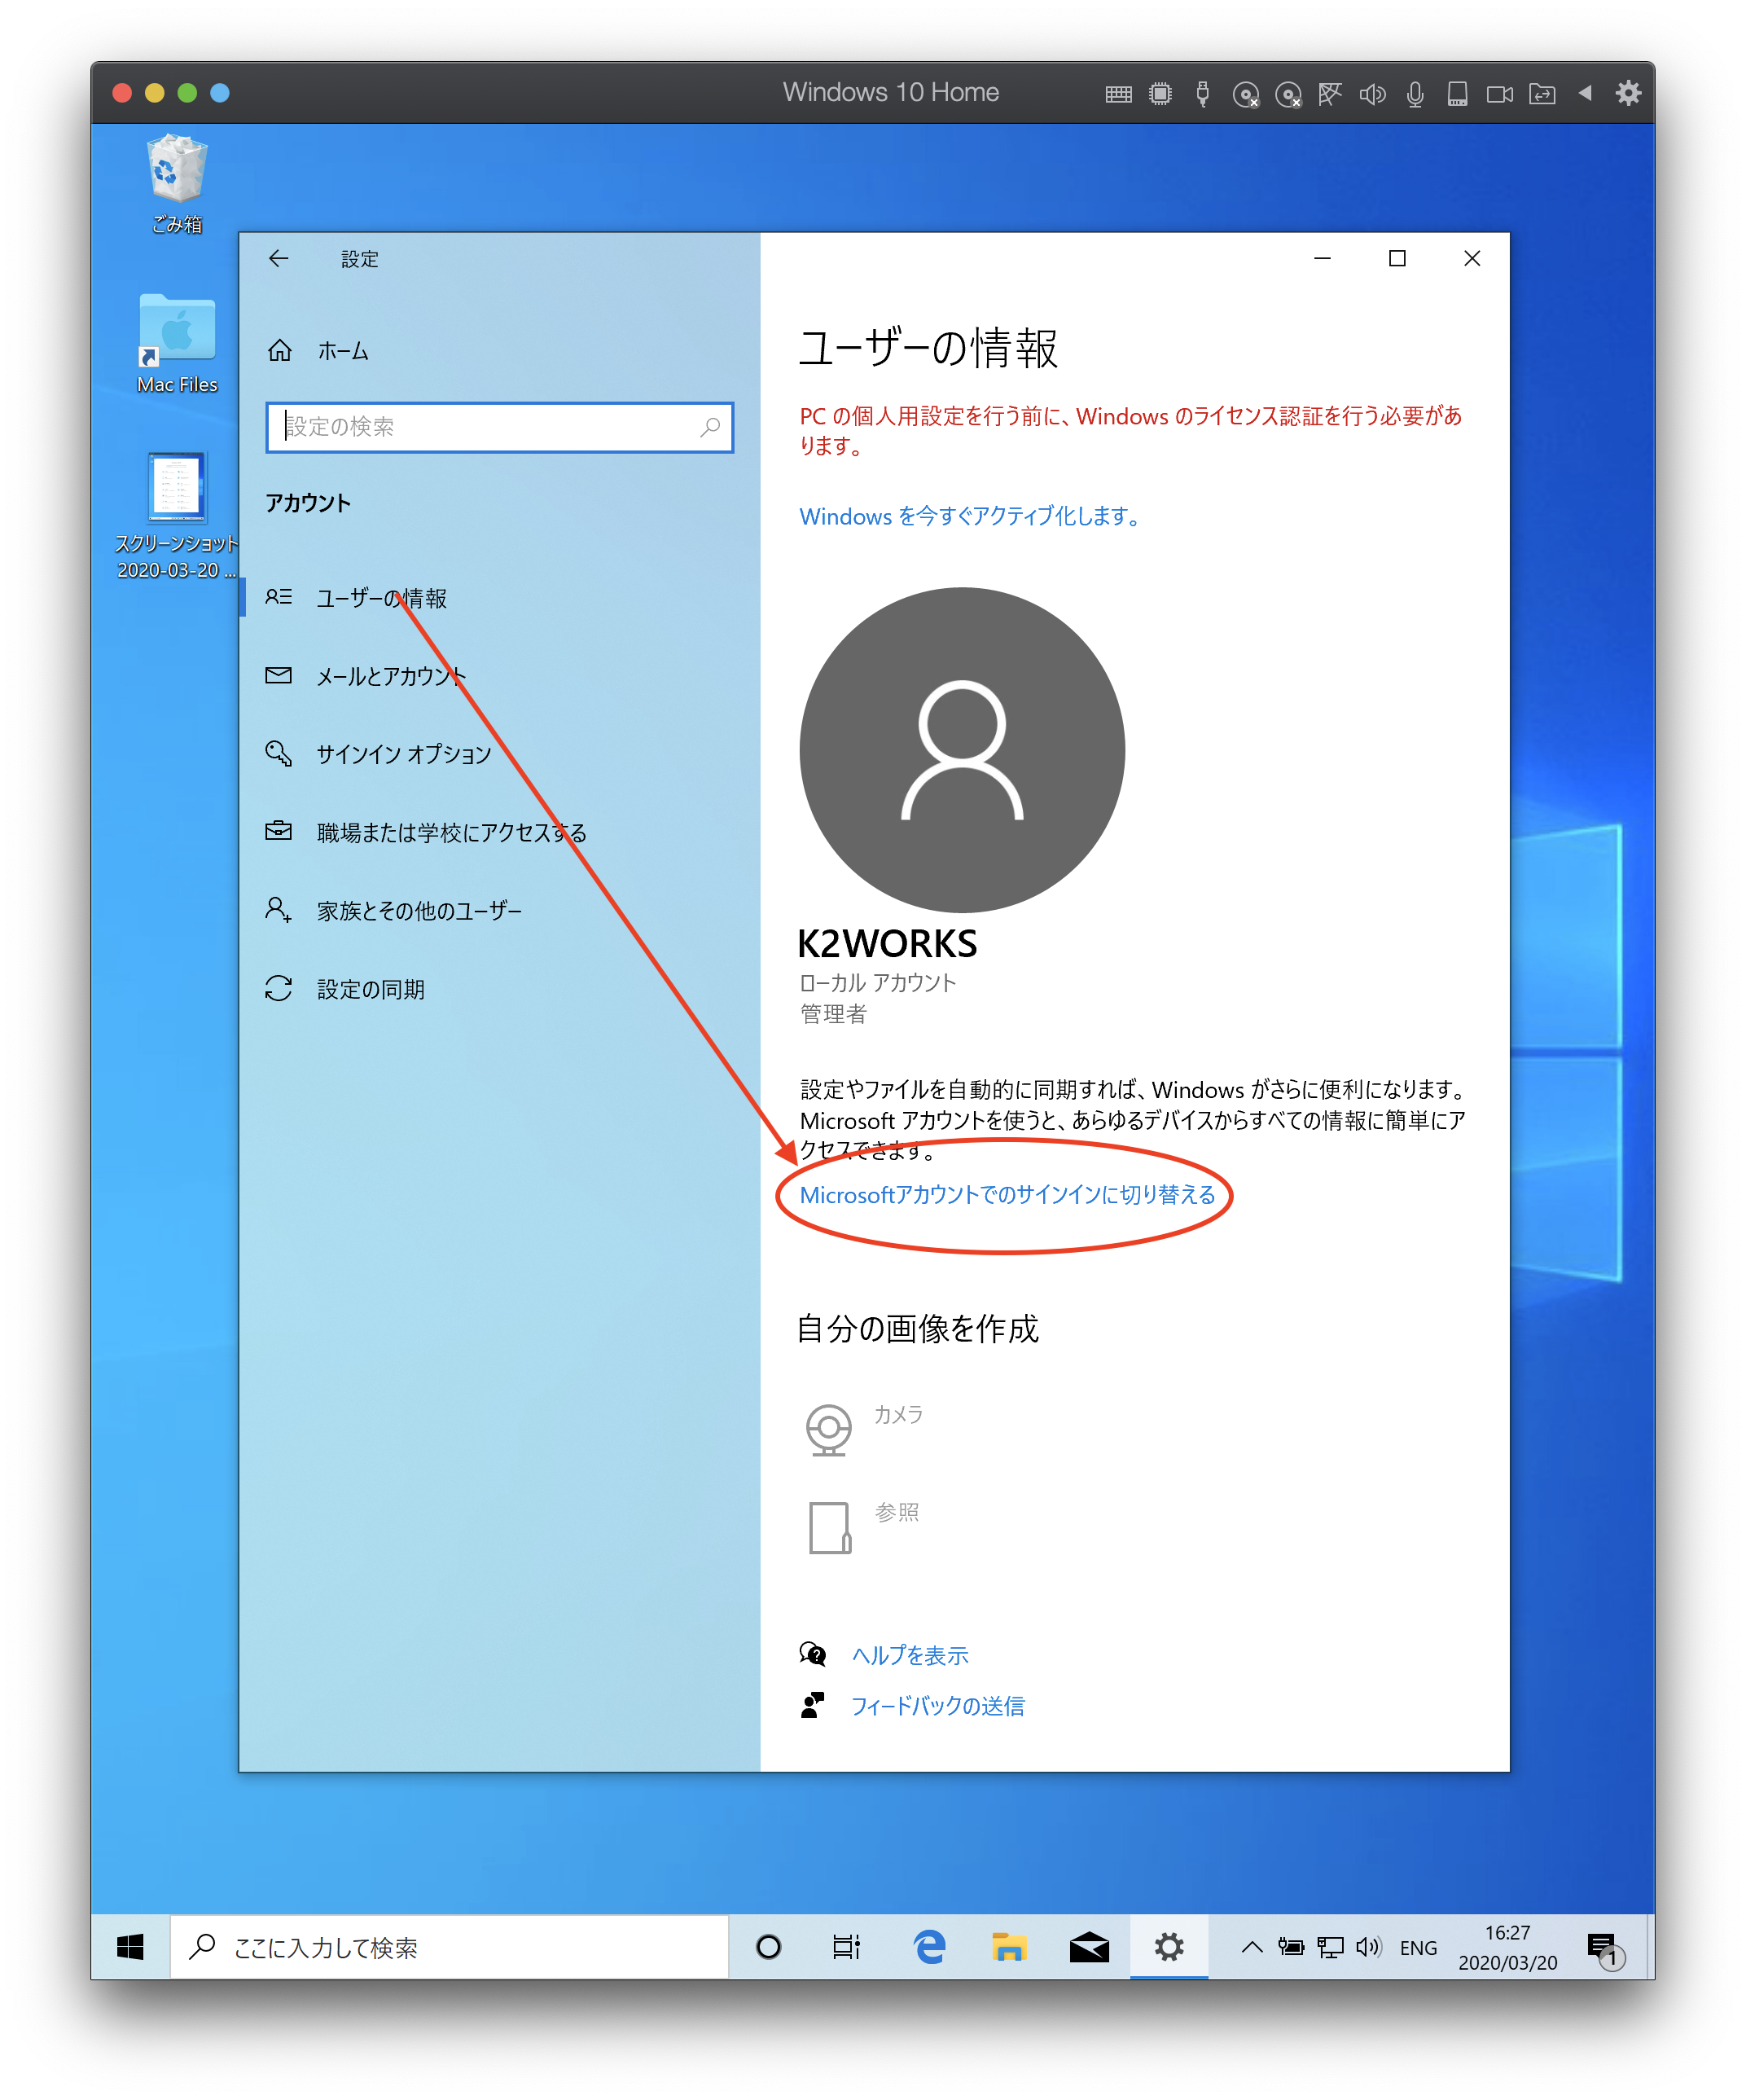 Windows 10 Home
ごみ箱
Mac Files
スクリーンショット
2020-03-20 ...
設定
ホーム
設定の検索
アカウント
ユーザーの情報
メールとアカウント
サインイン オプション
職場または学校にアクセスする
家族とその他のユーザー
設定の同期
ユーザーの情報
PC の個人用設定を行う前に、Windows のライセンス認証を行う必要があ
ります。
Windows を今すぐアクティブ化します。
K2WORKS
ローカル アカウント
管理者
設定やファイルを自動的に同期すれば、Windows がさらに便利になります。
Microsoft アカウントを使うと、あらゆるデバイスからすべての情報に簡単にア
クセスできます。
Microsoftアカウントでのサインインに切り替える
自分の画像を作成
カメラ
参照
ヘルプを表示
フィードバックの送信
ここに入力して検索
ENG
16:27
2020/03/20
1